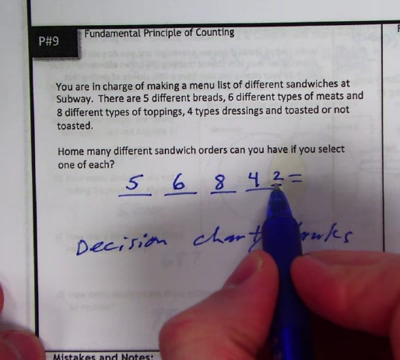 Fundamental Principle of Counting
P#9
You are in charge of making a menu list of different sandwiches at
Subway. There are 5 different breads, 6 different types of meats and
8 different types of toppings, 4 types dressings and toasted or not
toasted.
Home many different sandwich orders can you have if you select
one of each?
5 6 8 4 2 =
Decision chart
Mistakes and Notes: